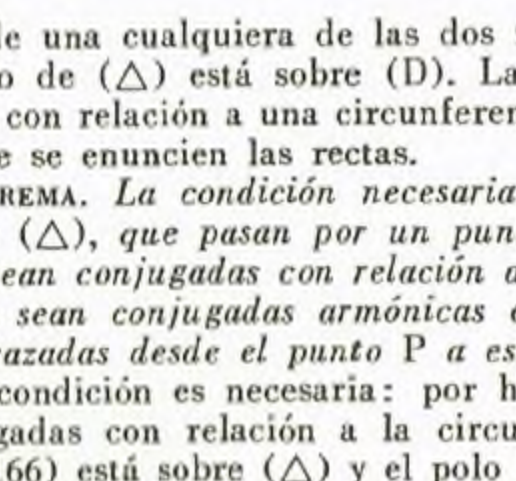 de una cualquiera de las dos
o de (△) está sobre (D). La
con relación a una circunferen
e se enuncien las rectas.
REMA. La condición necesaria
(△), que pasan por un pun
ean conjugadas con relación a
sean conjugadas armónicas
azadas desde el punto P a es
condición es necesaria: por h
gadas con relación a la circu
66) está sobre (△) y el polo